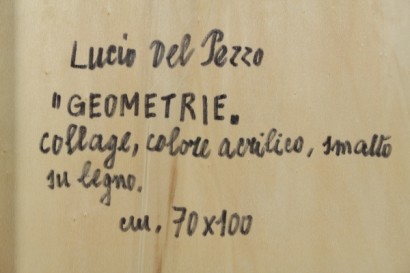 Lucio Del Pezzo
"GEOMETRIE.
collage, colore acrilico, smalto
su legno.
cm. 70x100